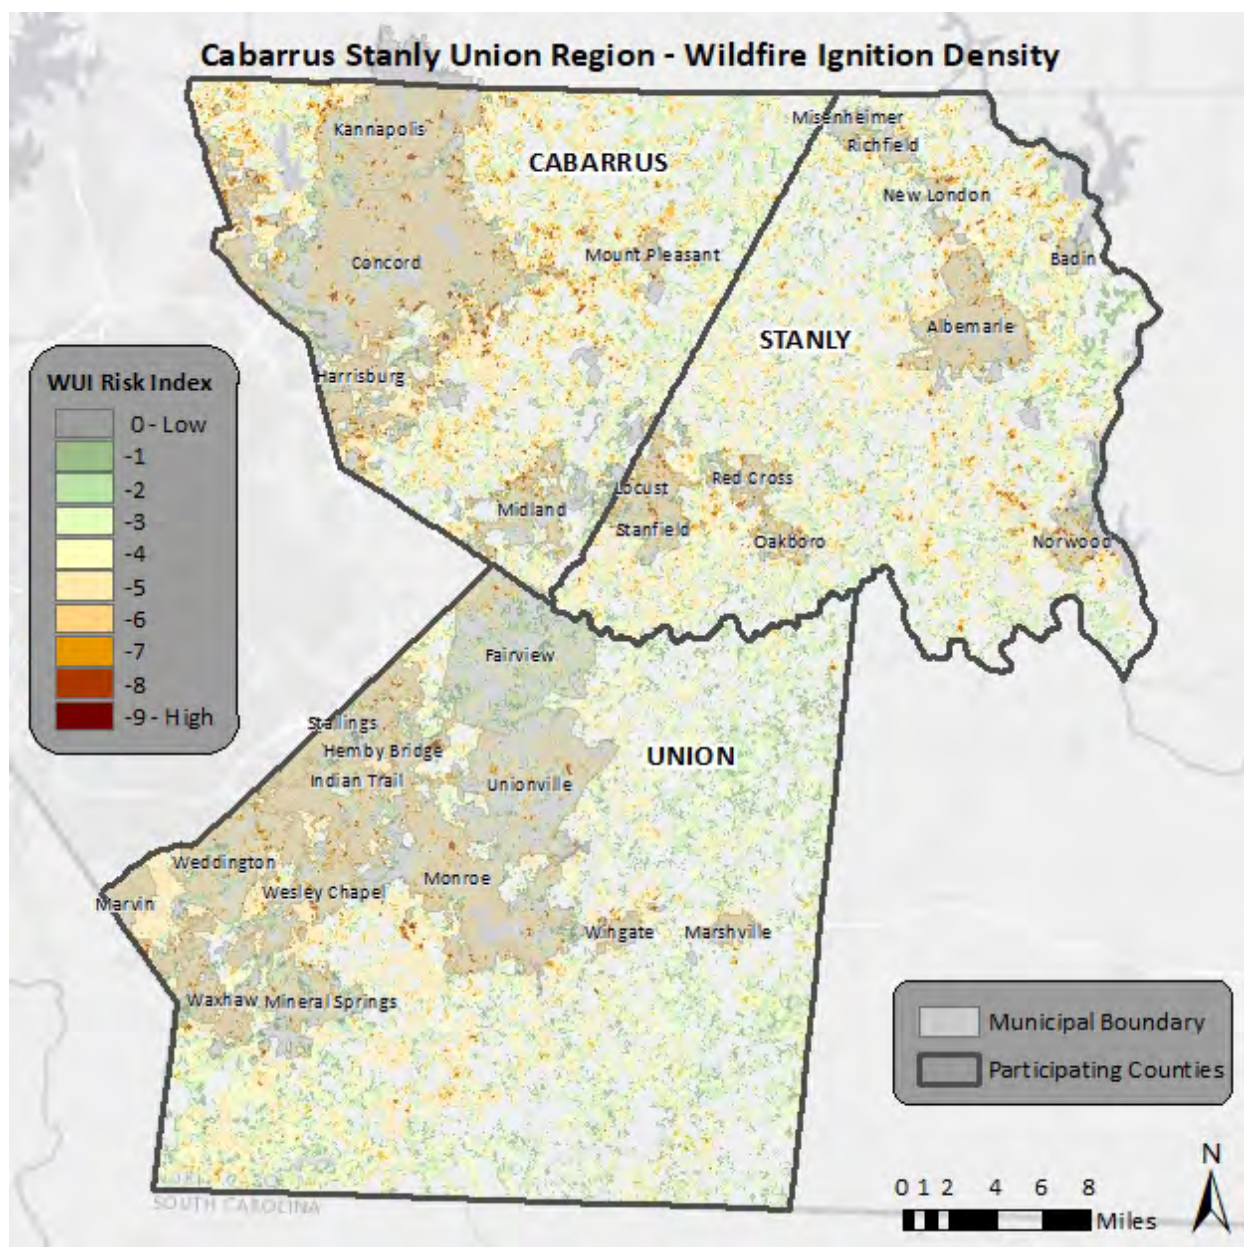 Cabarrus Stanly Union Region - Wildfire Ignition Density
Kannapolis
Misenheimer
Richfield
CABARRUS
New London
Mount Pleasant
Badin
Concord
Albemarle
STANLY
Harrisburg
WUI Risk Index
0 - Low
-1
-2
-3
-4
-5
-6
-7
-8
-9 - High
Red Cross
Locust
Midland
Stanfield
Oakboro
Norwood
Fairview
Stallings
Hemby Bridge
UNION
Indian Trail
Unionville
Weddington
Wesley Chapel
Monroe
Marvin
Wingate
Marshville
Waxhaw
Mineral Springs
Municipal Boundary
Participating Counties
N
0 1 2 4 6 8
Miles
SOUTH CAROLINA